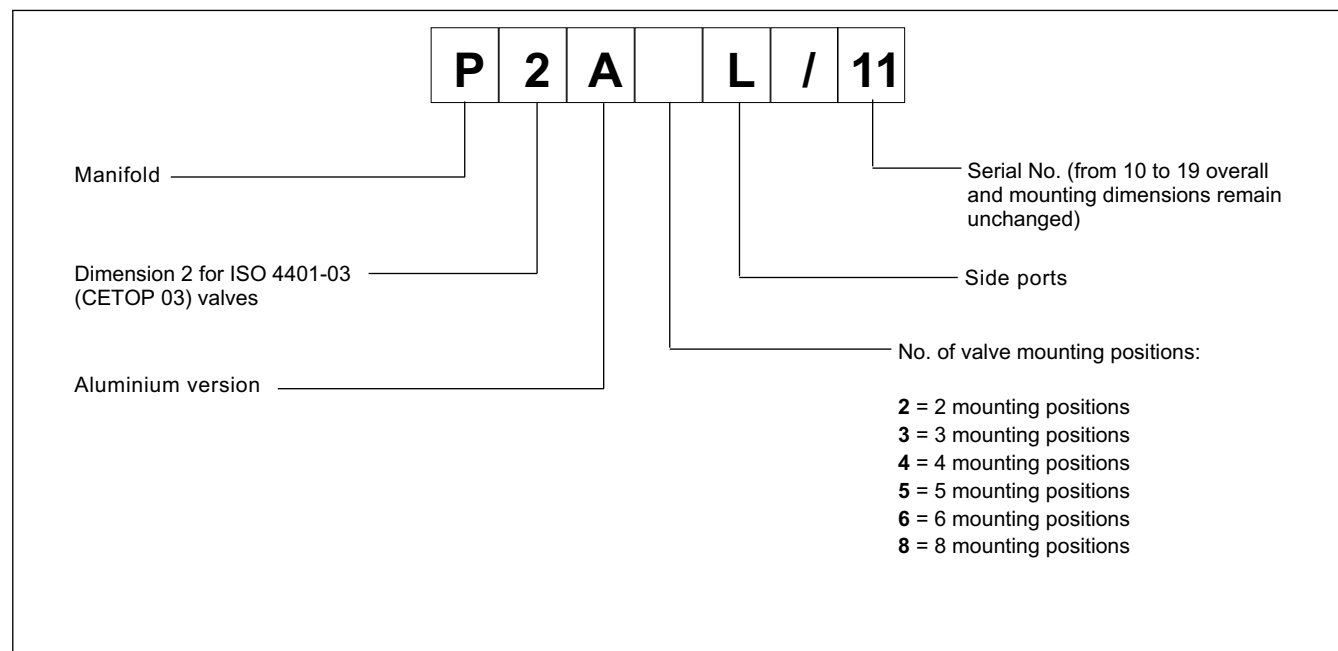 P 2 A L / 11
Manifold
Serial No. (from 10 to 19 overall
and mounting dimensions remain
unchanged)
Dimension 2 for ISO 4401-03
(CETOP 03) valves
Side ports
No. of valve mounting positions:
Aluminium version
2 = 2 mounting positions
3 = 3 mounting positions
4 = 4 mounting positions
5 = 5 mounting positions
6 = 6 mounting positions
8 = 8 mounting positions